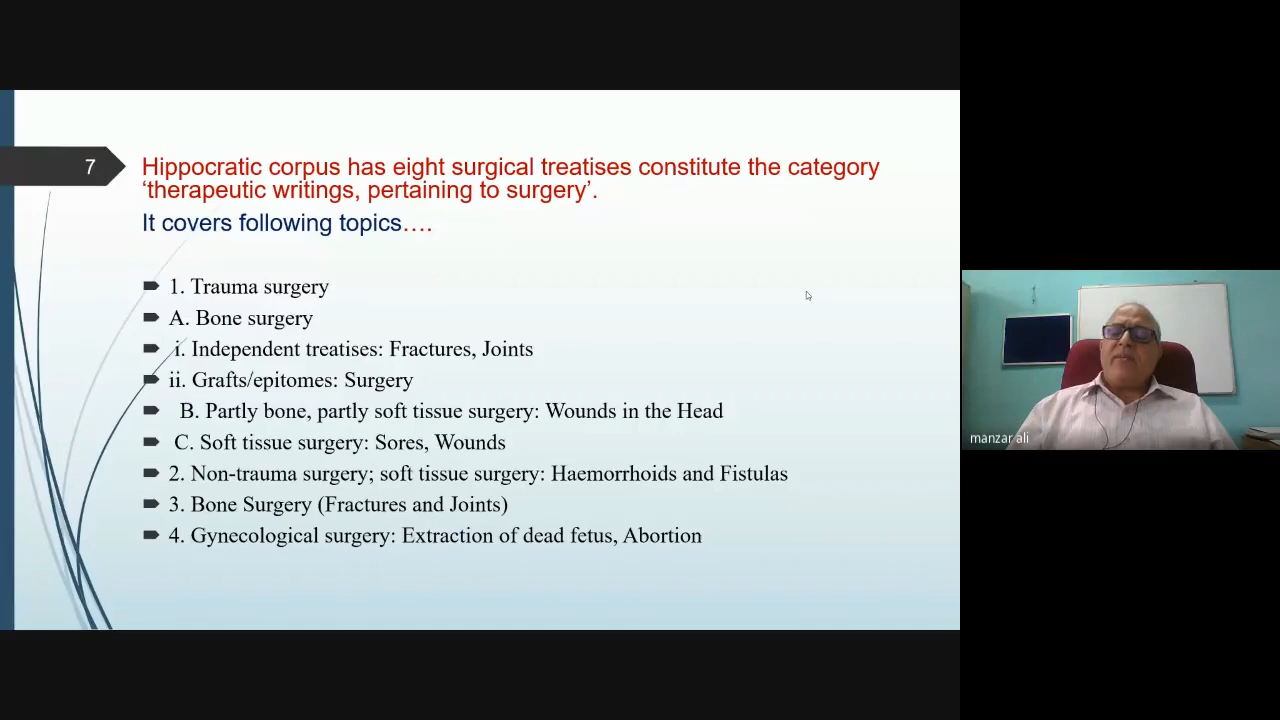 7
Hippocratic corpus has eight surgical treatises constitute the category
‘therapeutic writings, pertaining to surgery’.
It covers following topics….
1. Trauma surgery
A. Bone surgery
i. Independent treatises: Fractures, Joints
ii. Grafts/epitomes: Surgery
B. Partly bone, partly soft tissue surgery: Wounds in the Head
C. Soft tissue surgery: Sores, Wounds
2. Non-trauma surgery; soft tissue surgery: Haemorrhoids and Fistulas
3. Bone Surgery (Fractures and Joints)
4. Gynecological surgery: Extraction of dead fetus, Abortion
manzar ali